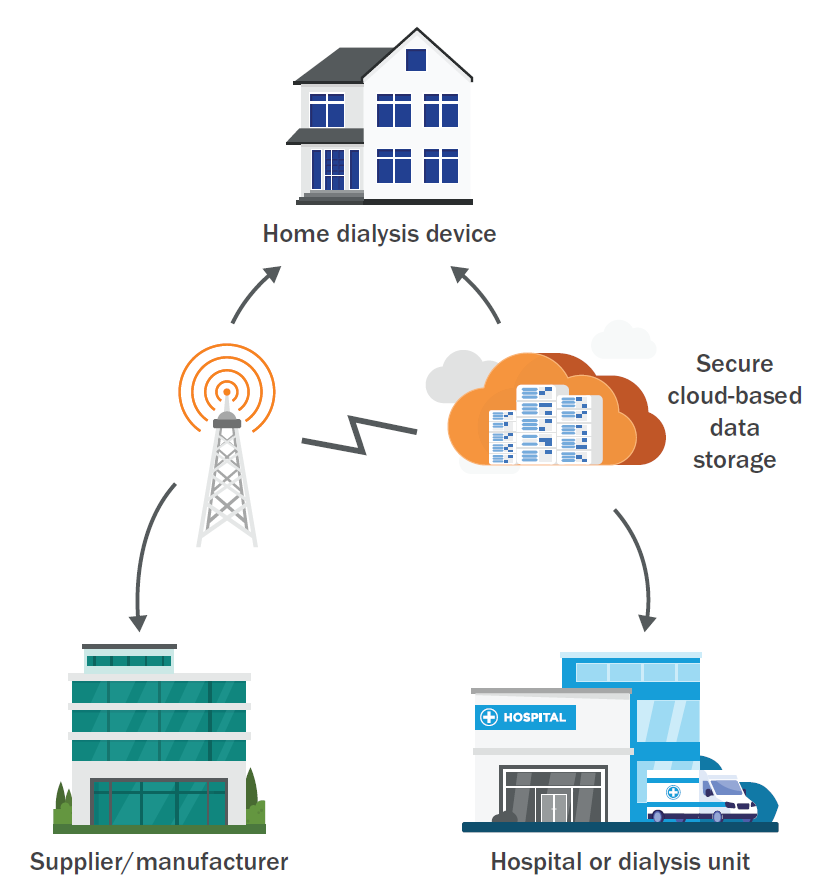 Home dialysis device
Secure
cloud-based
data
storage
HOSPITAL
Supplier/manufacturer
Hospital or dialysis unit